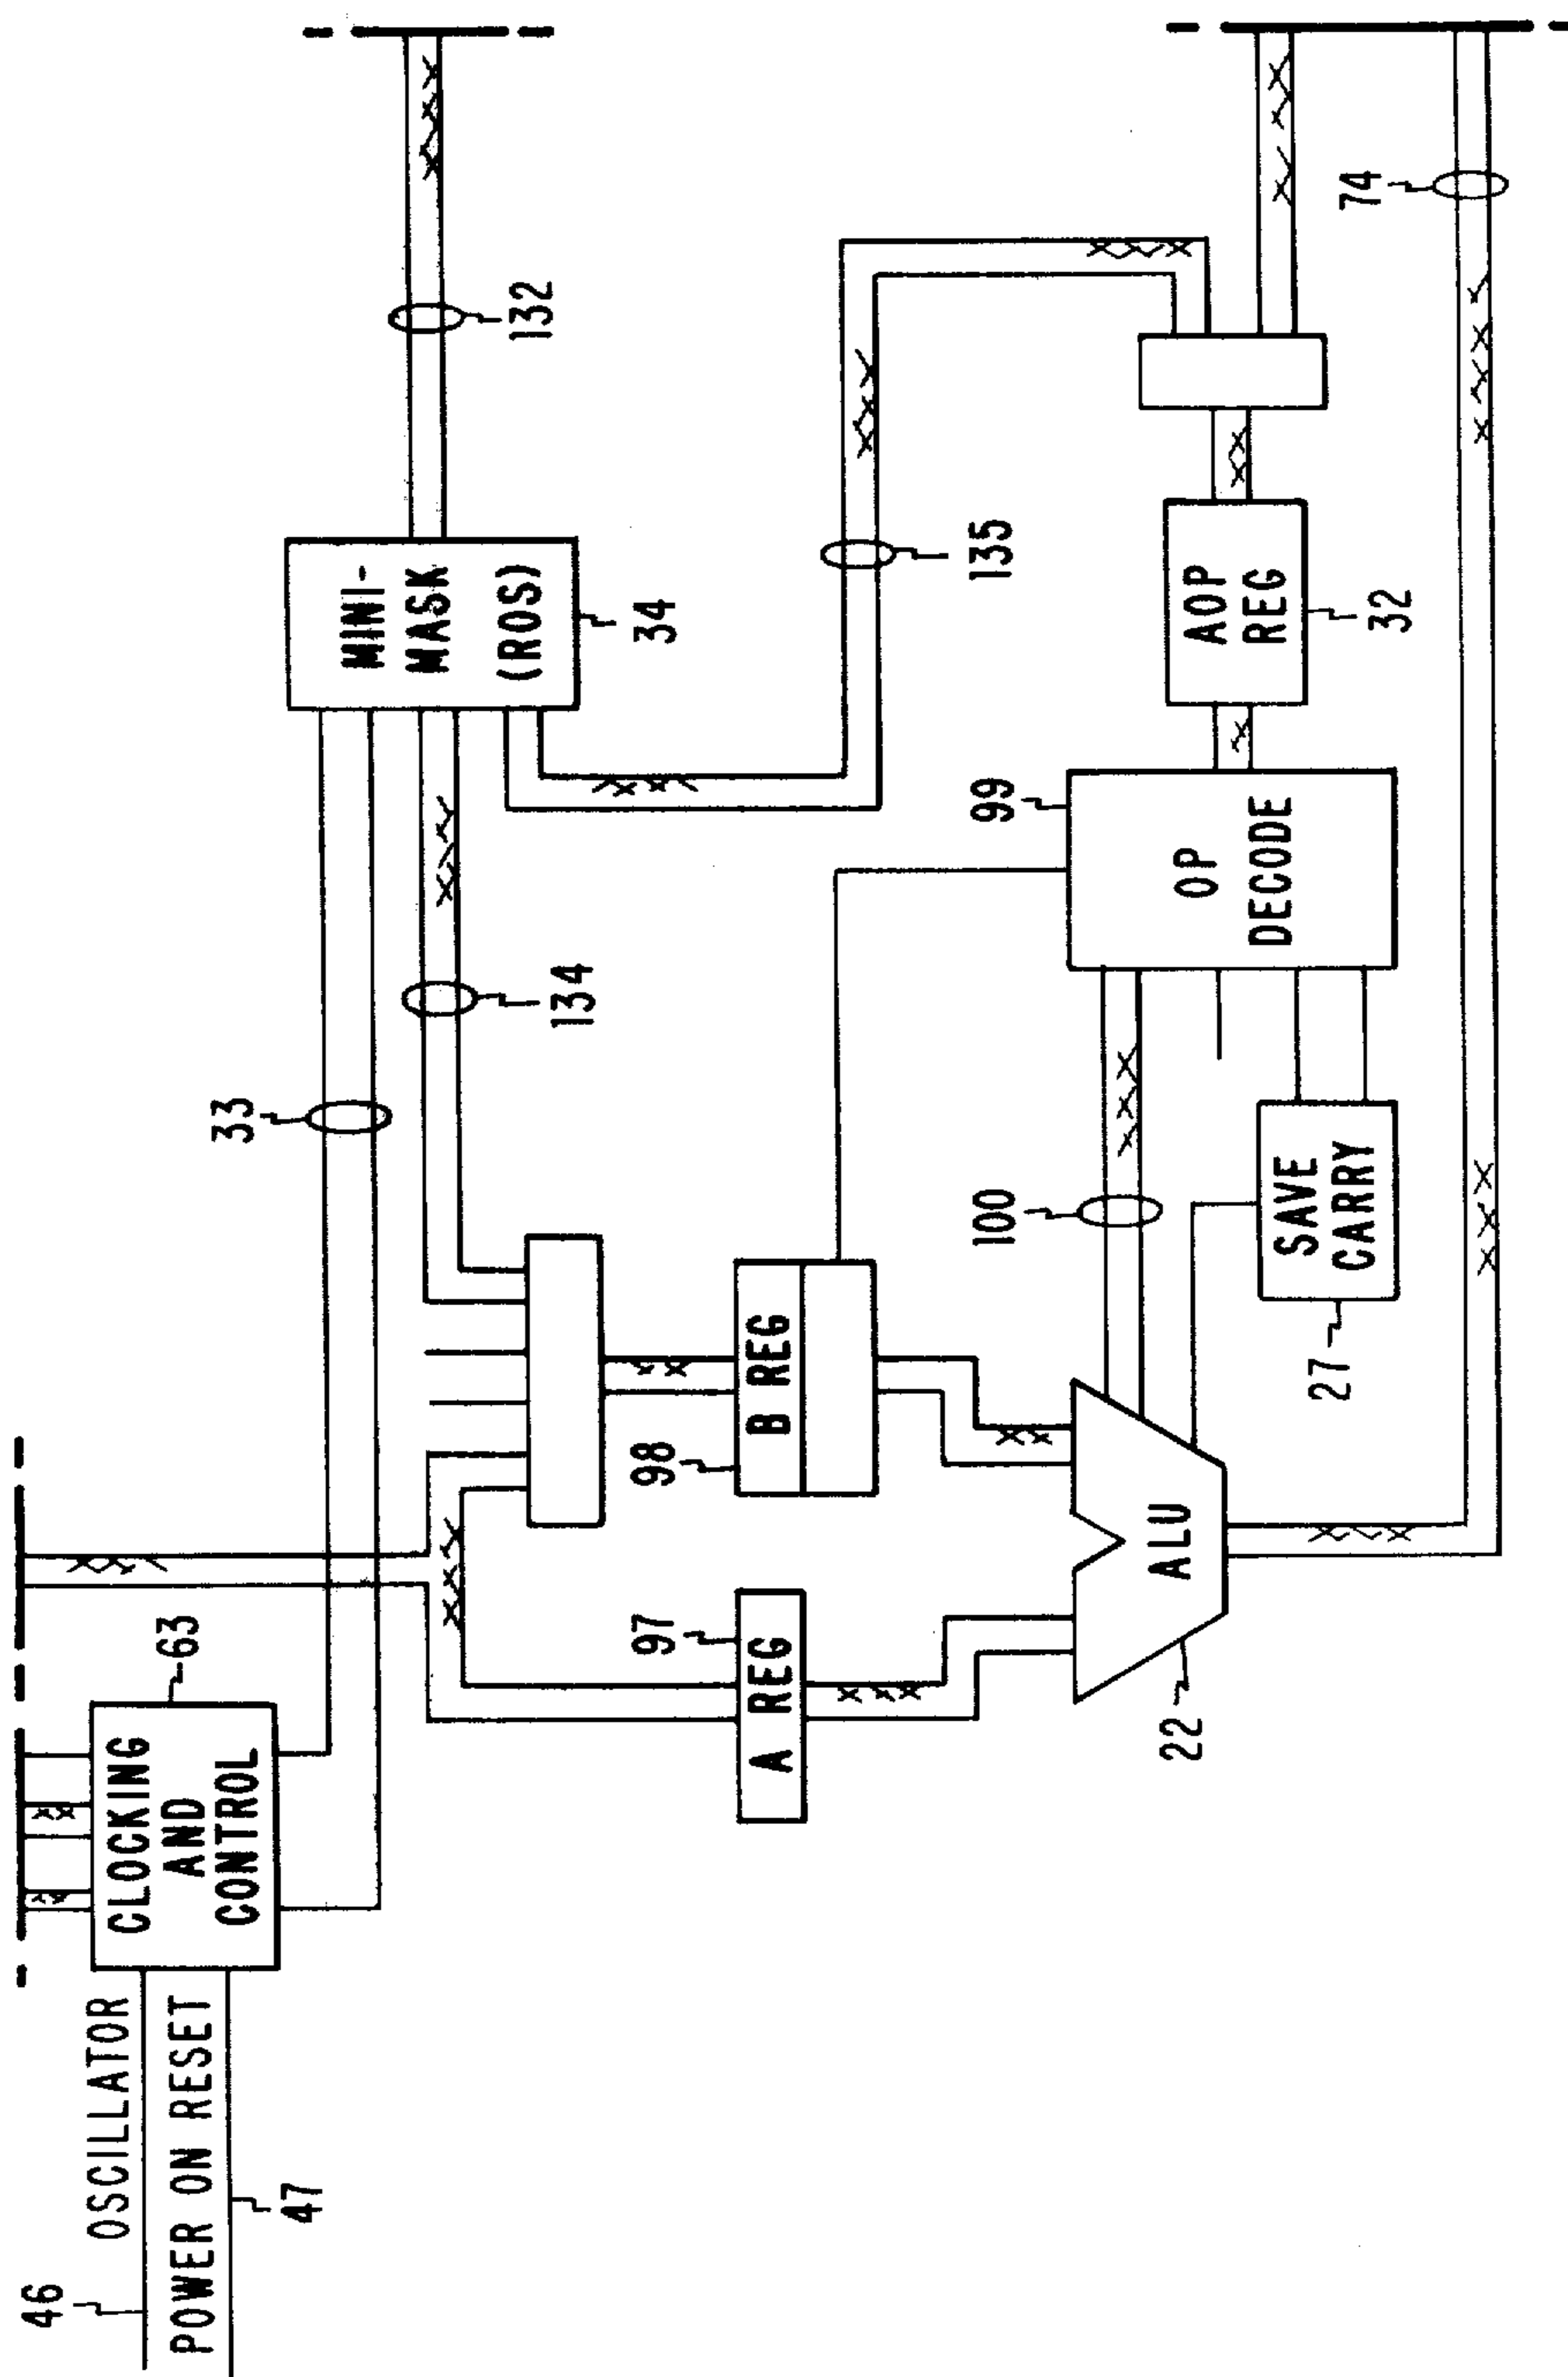 46
OSCILLATOR
POWER ON RESET
47
CLOCKING
AND
CONTROL
63
33
MINI-
MASK
(ROS)
34
132
134
135
A REG
97
B REG
98
ALU
22
100
OP
DECODE
99
AOP
REG
32
SAVE
CARRY
27
74